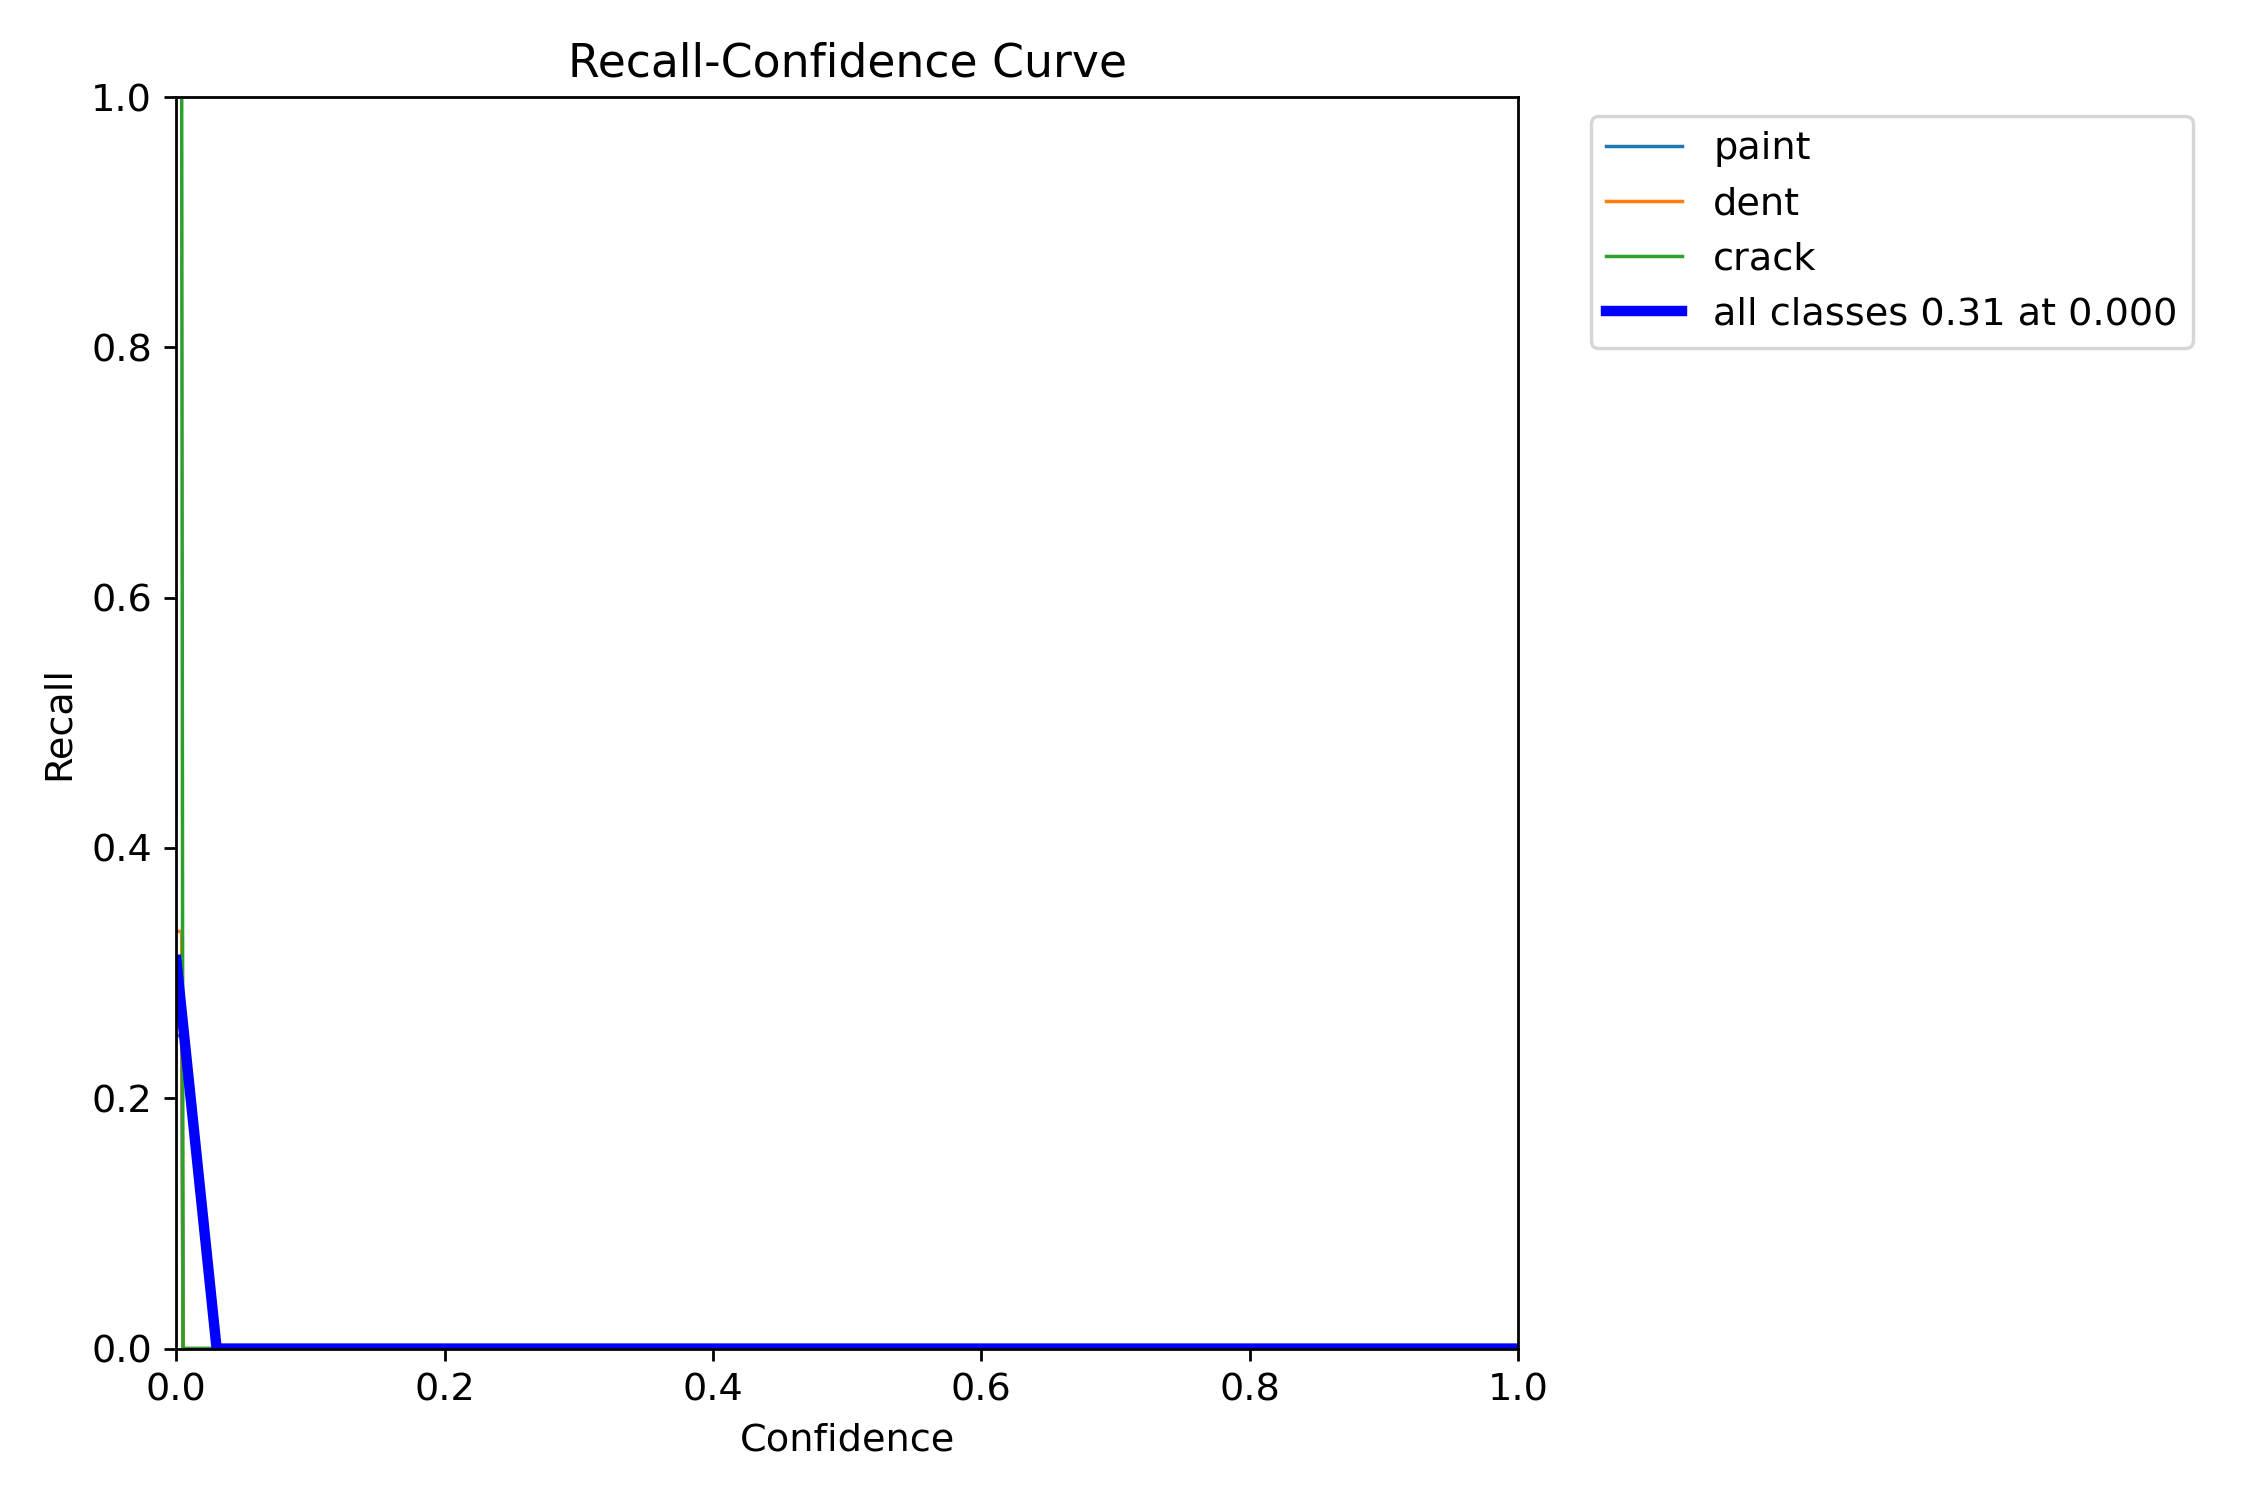 Recall-Confidence Curve
1.0
0.8
0.6
0.4
0.2
0.0
Recall
0.0 0.2 0.4 0.6 0.8 1.0
Confidence
paint
dent
crack
all classes 0.31 at 0.000